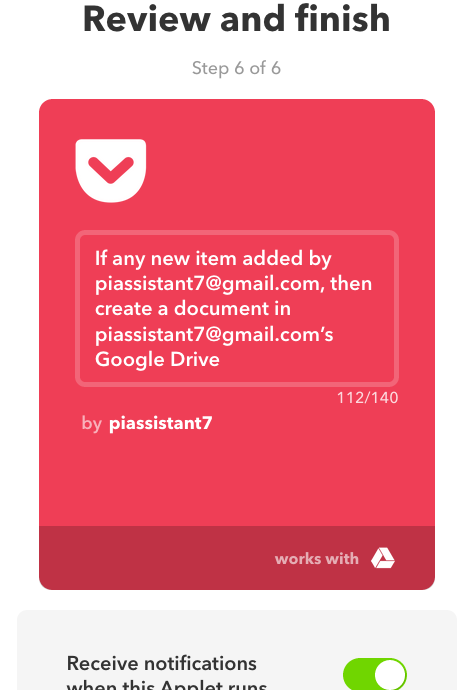 Review and finish
Step 6 of 6
If any new item added by
piassistant7@gmail.com, then
create a document in
piassistant7@gmail.com’s
Google Drive
112/140
by piassistant7
works with
Receive notifications
when this Applet runs